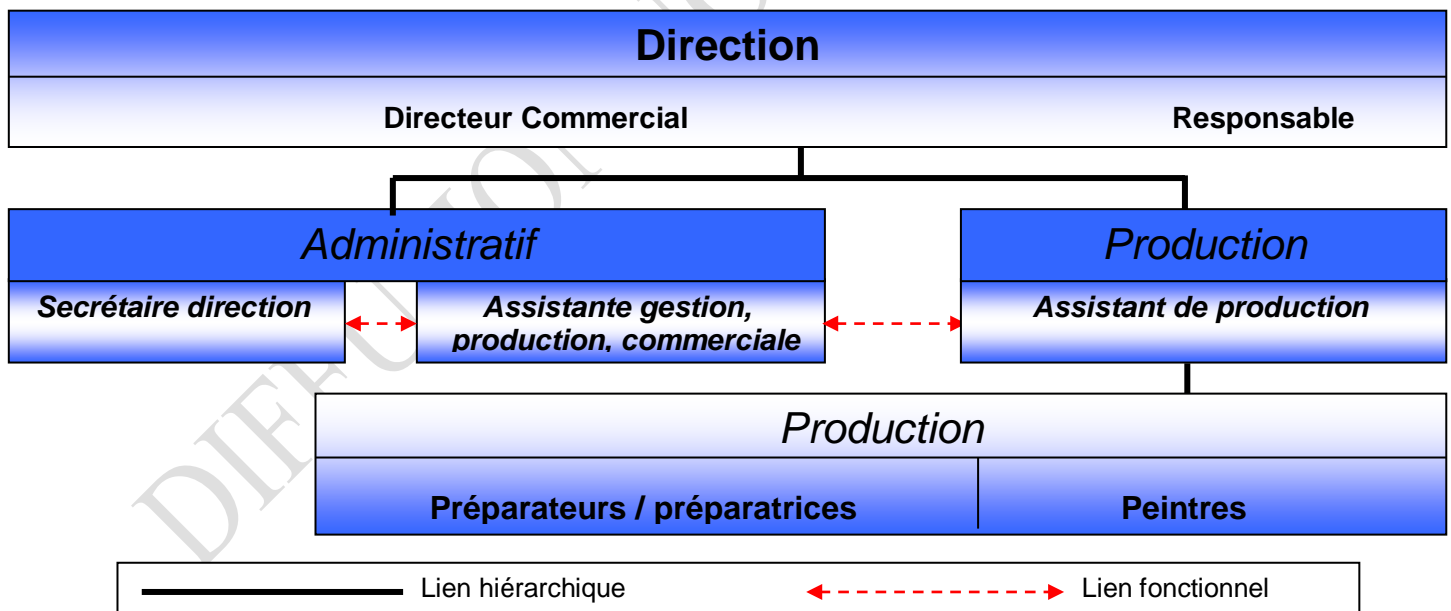 Direction
Directeur Commercial
Responsable
Administratif
Production
Secrétaire direction
Assistante gestion,
production, commerciale
Assistant de production
Production
Préparateurs / préparatrices
Peintres
Lien hiérarchique
Lien fonctionnel